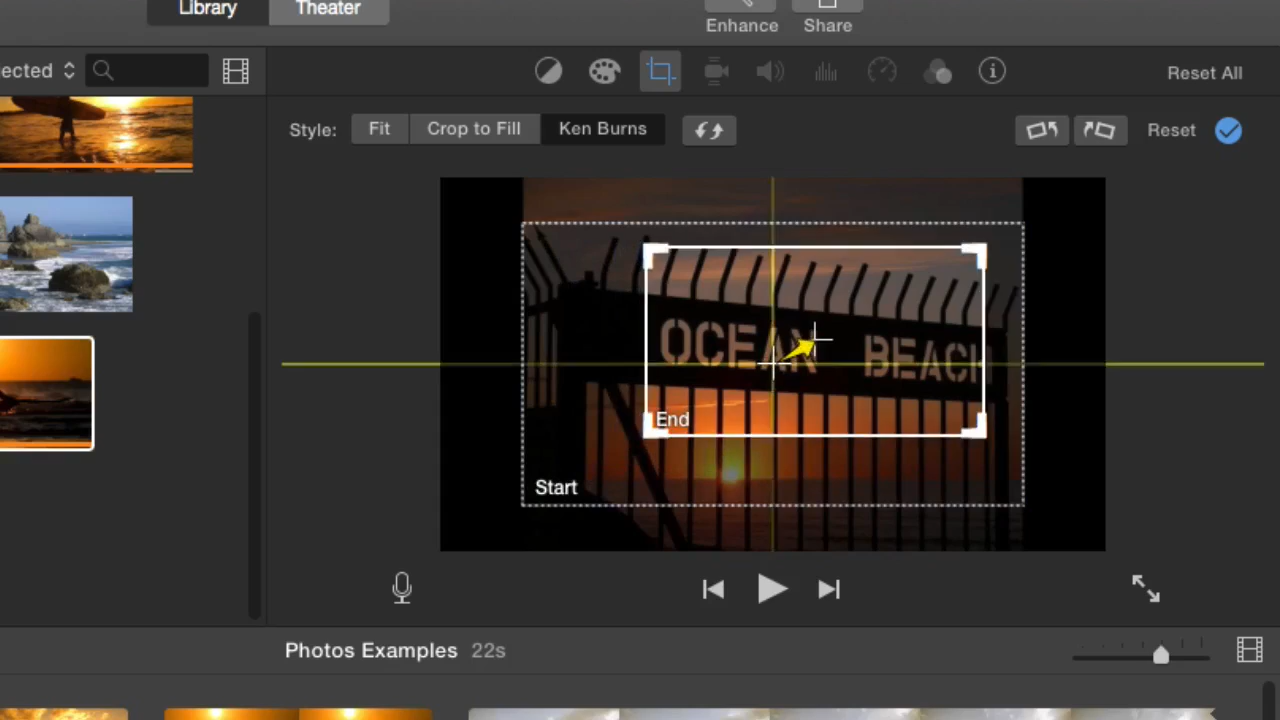 Library Theater
Enhance Share
ected
Reset All
Style: Fit Crop to Fill Ken Burns
Reset
OCEAN BEACH
End
Start
Photos Examples 22s